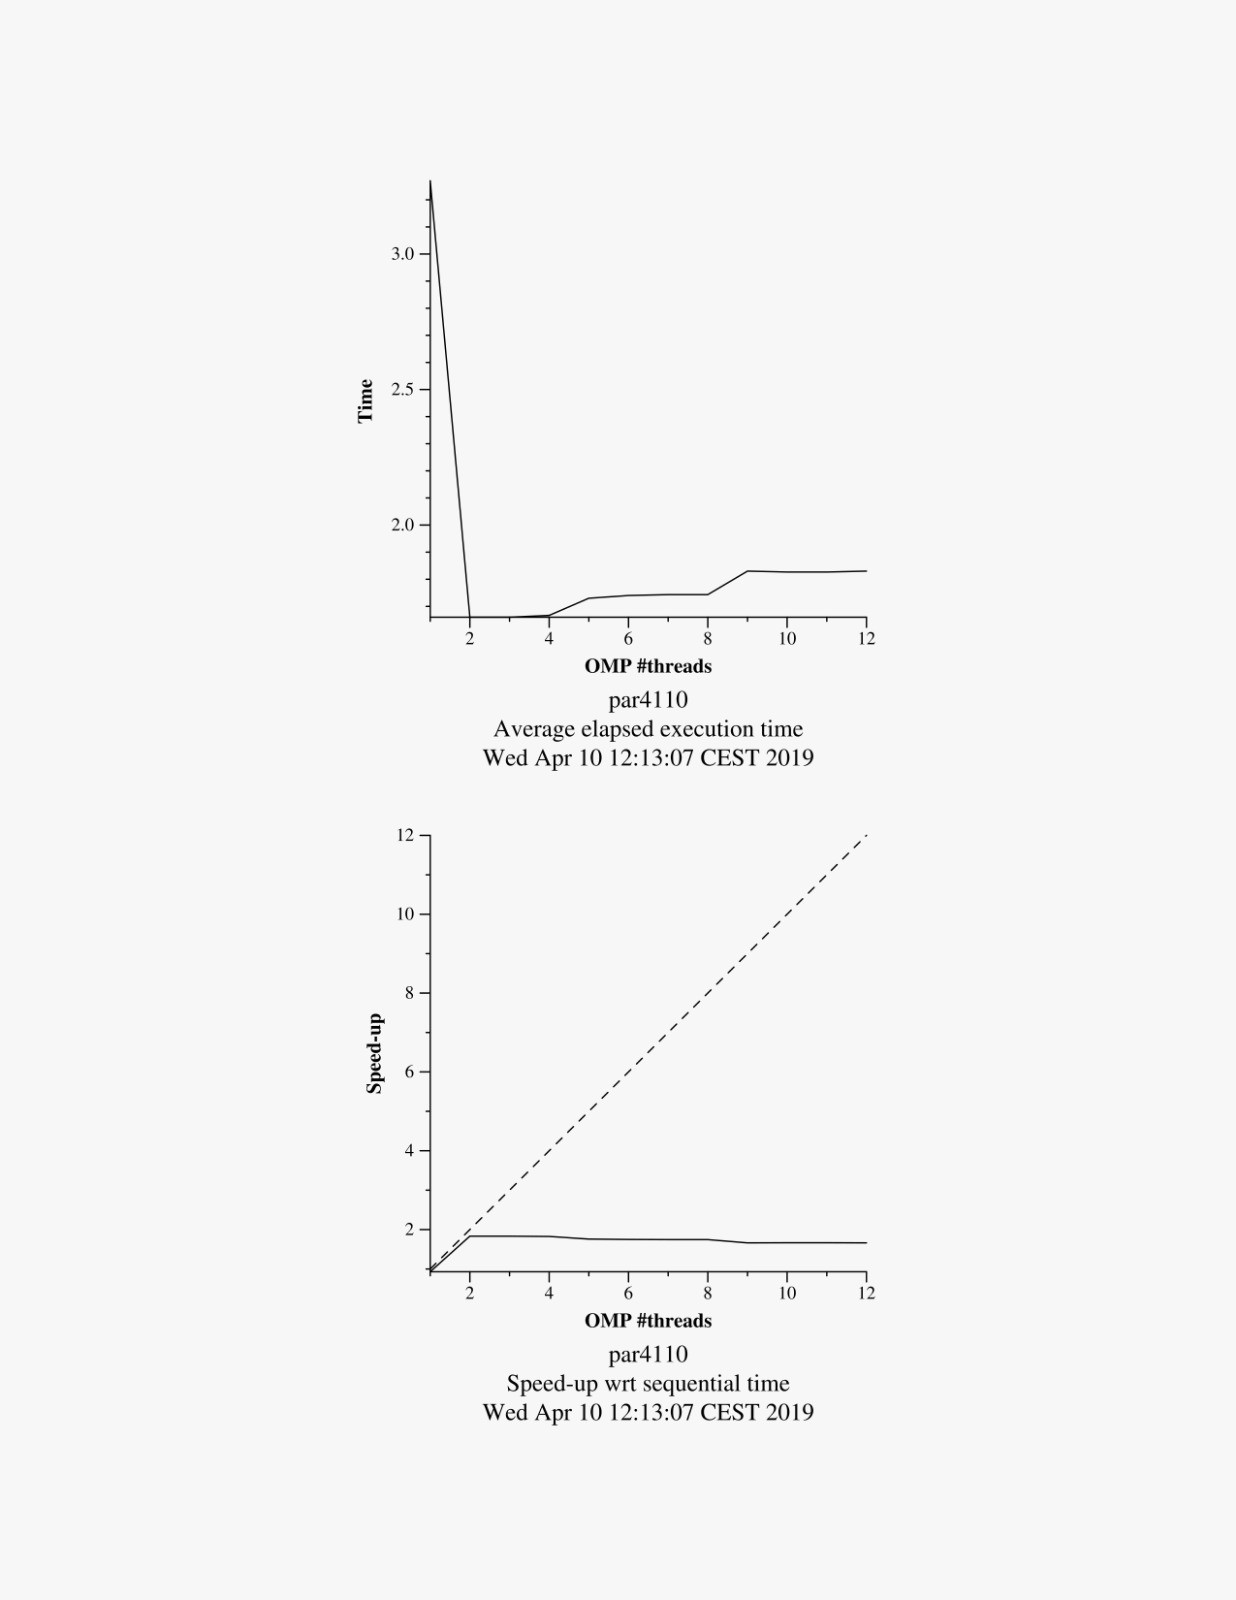 3.0
2.5
2.0
Time
2 4 6 8 10 12
OMP #threads
par4110
Average elapsed execution time
Wed Apr 10 12:13:07 CEST 2019
12
10
8
6
4
2
Speed-up
2 4 6 8 10 12
OMP #threads
par4110
Speed-up wrt sequential time
Wed Apr 10 12:13:07 CEST 2019